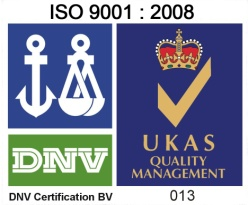 ISO 9001 : 2008
DNV
UKAS
QUALITY
MANAGEMENT
DNV Certification BV
013